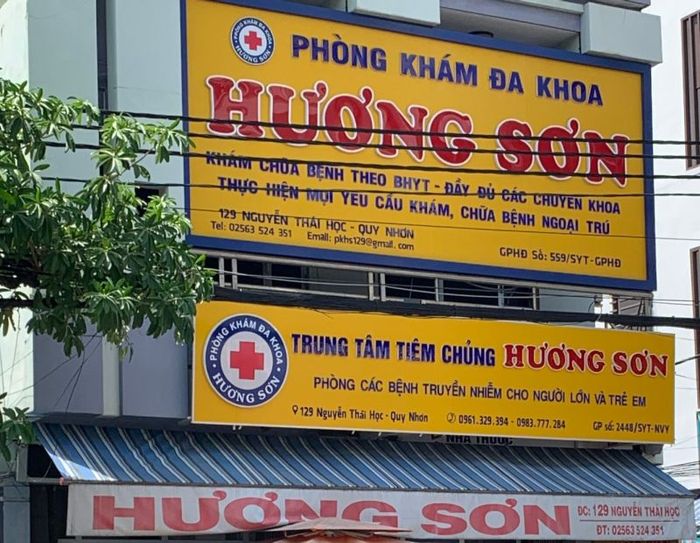 PHÒNG KHÁM ĐA KHOA
HƯƠNG SƠN
PHÒNG KHÁM ĐA KHOA
HƯƠNG SƠN
KHÁM CHỮA BỆNH THEO BHYT - ĐẦY ĐỦ CÁC CHUYÊN KHOA
THỰC HIỆN MỌI YÊU CẦU KHÁM, CHỮA BỆNH NGOẠI TRÚ
129 NGUYỄN THÁI HỌC - QUY NHƠN
Tel: 02563 524 351 Email: pkhs129@gmail.com
GPHĐ Số: 559/SYT-GPHĐ
PHÒNG KHÁM ĐA KHOA
HƯƠNG SƠN
TRUNG TÂM TIÊM CHỦNG HƯƠNG SƠN
PHÒNG CÁC BỆNH TRUYỀN NHIỄM CHO NGƯỜI LỚN VÀ TRẺ EM
129 Nguyễn Thái Học - Quy Nhơn 0961.329.394 - 0983.777.284 GP số: 2448/SYT-NVY
NHÀ THUỐC
HƯƠNG SƠN
ĐC: 129 NGUYỄN THÁI HỌC
ĐT: 02563 524 351